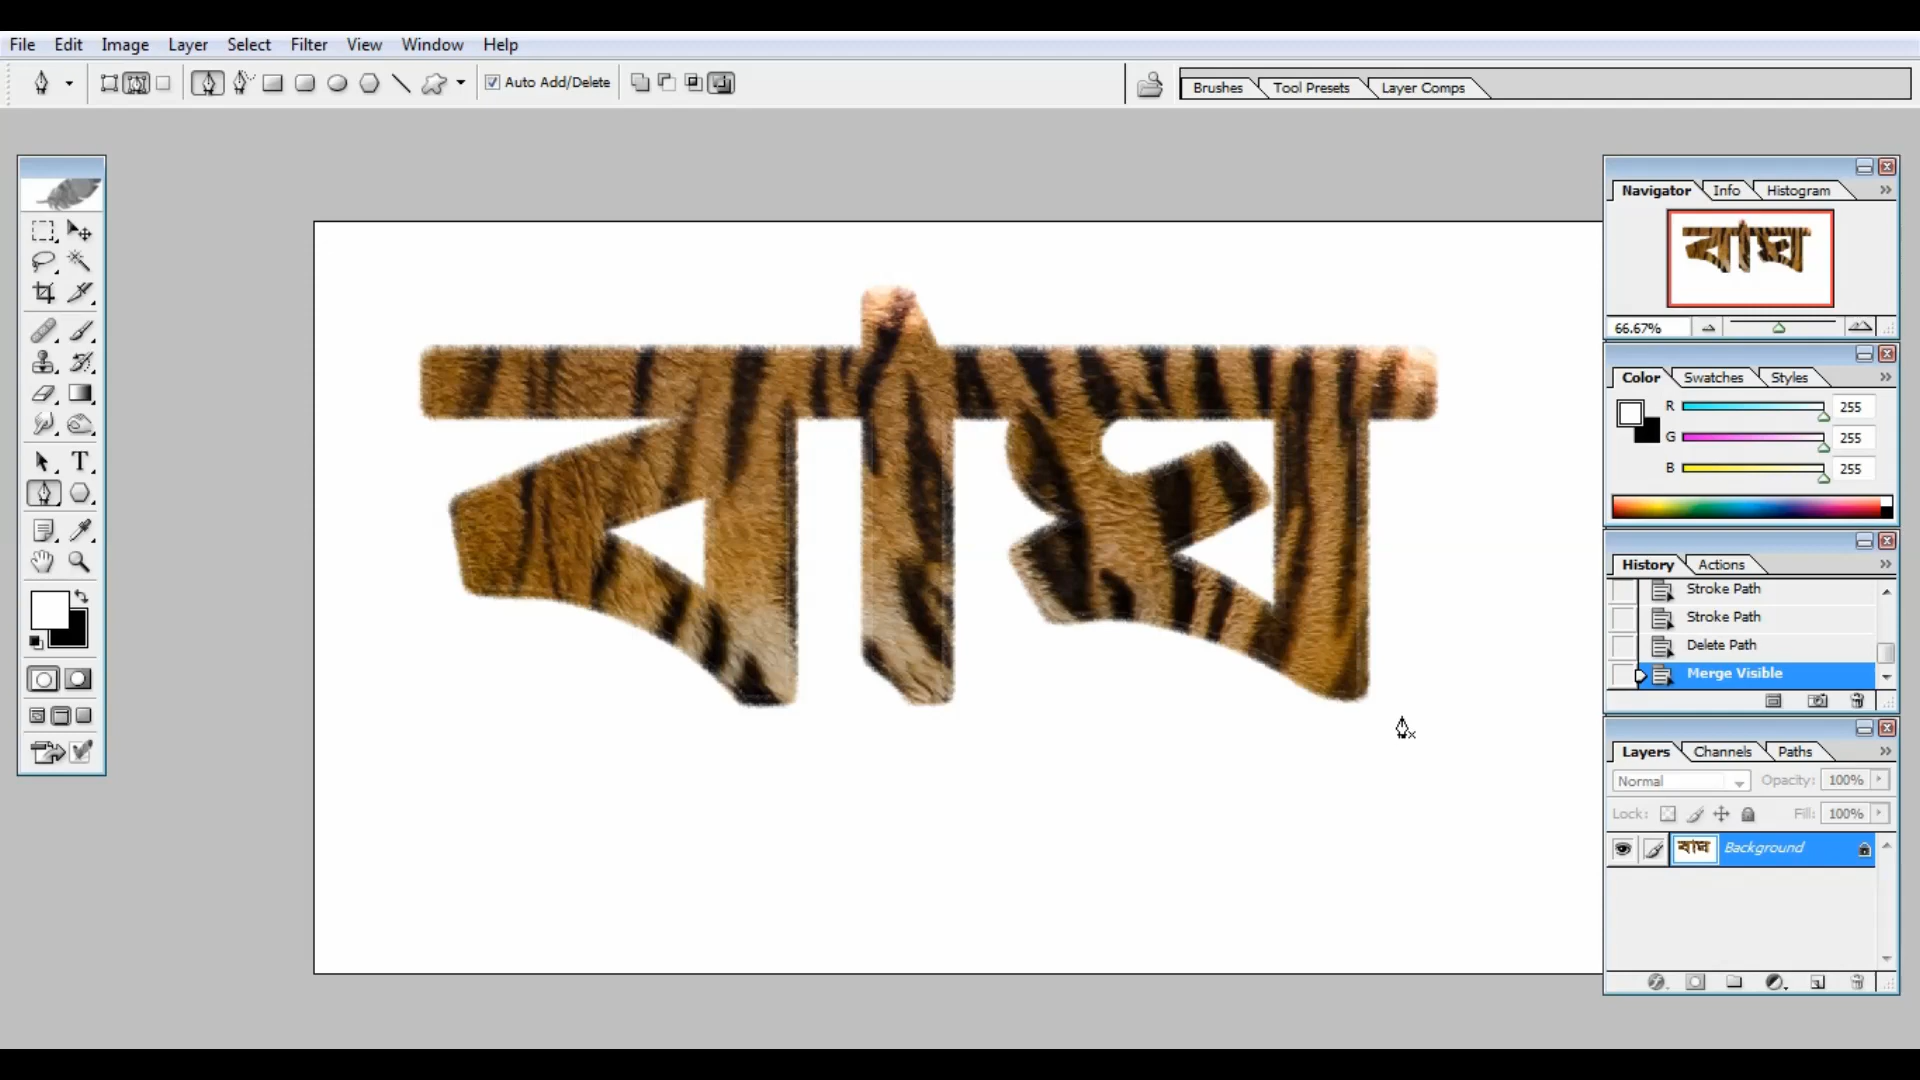 File Edit Image Layer Select Filter View Window Help
Auto Add/Delete
Brushes Tool Presets Layer Comps
Navigator Info Histogram
বাঘ
66.67%
Color Swatches Styles
R 255
G 255
B 255
বাঘ
History Actions
Stroke Path
Stroke Path
Delete Path
Merge Visible
Layers Channels Paths
Normal Opacity: 100%
Lock: Fill: 100%
বাঘ Background